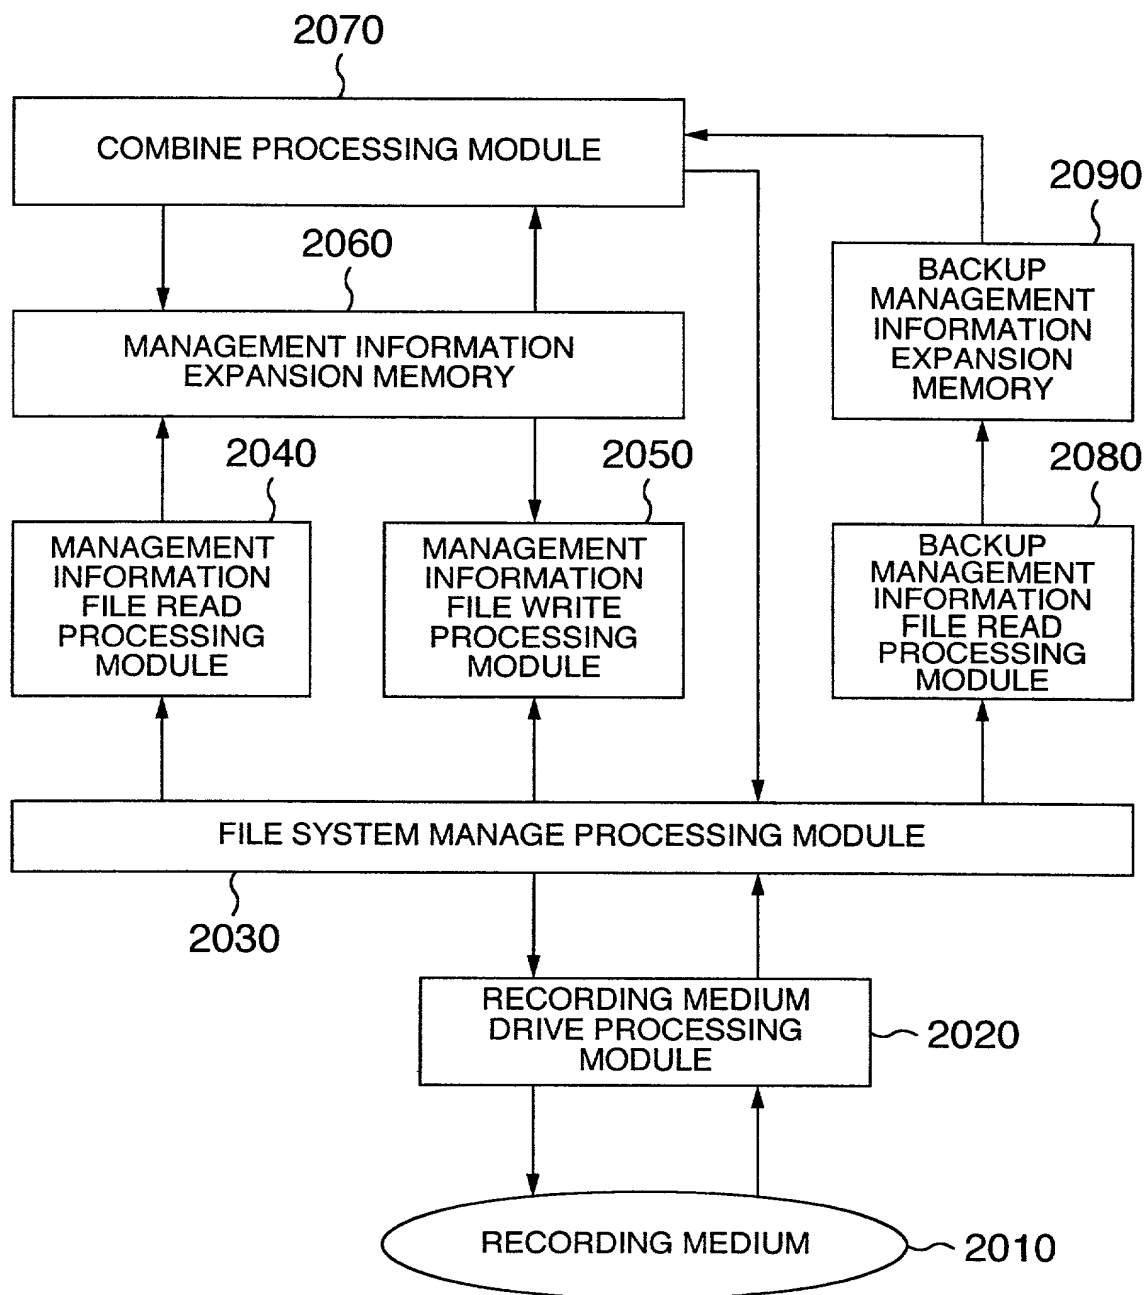 2070
COMBINE PROCESSING MODULE
2090
2060
BACKUP
MANAGEMENT
INFORMATION
EXPANSION
MEMORY
MANAGEMENT INFORMATION
EXPANSION MEMORY
2040
2050
2080
MANAGEMENT
INFORMATION
FILE READ
PROCESSING
MODULE
MANAGEMENT
INFORMATION
FILE WRITE
PROCESSING
MODULE
BACKUP
MANAGEMENT
INFORMATION
FILE READ
PROCESSING
MODULE
FILE SYSTEM MANAGE PROCESSING MODULE
2030
RECORDING MEDIUM
DRIVE PROCESSING
MODULE
2020
RECORDING MEDIUM
2010